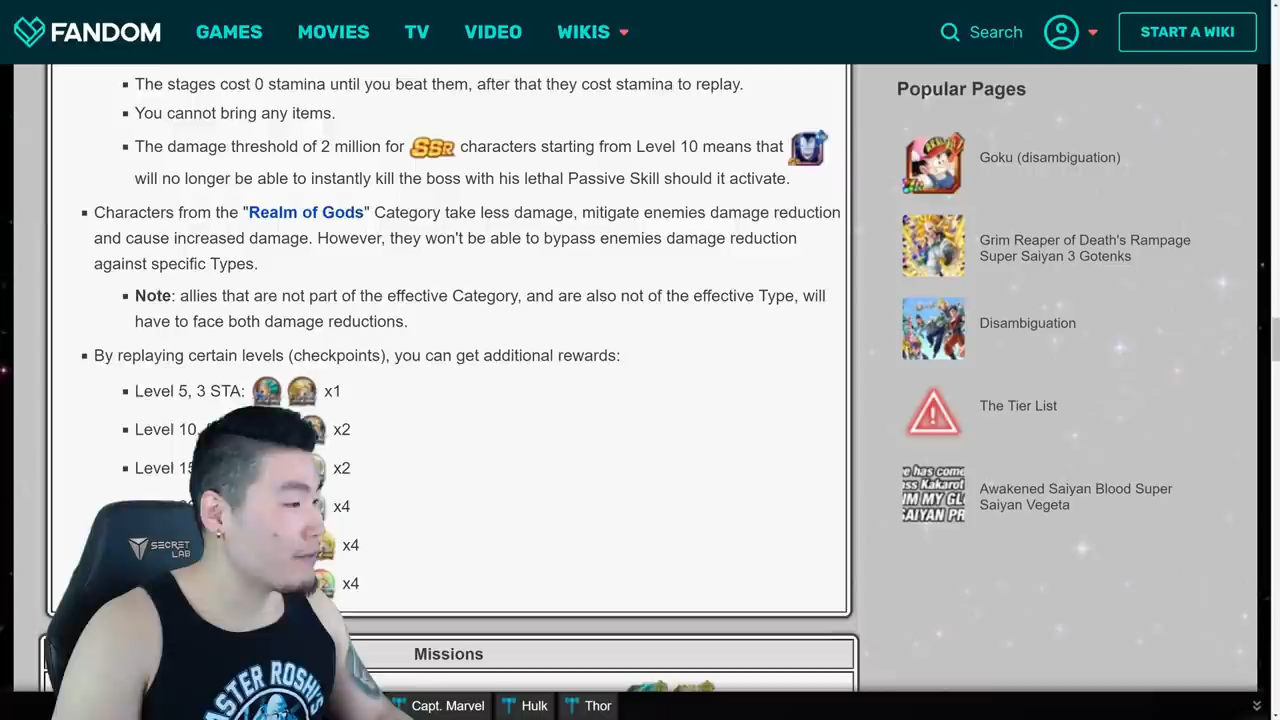 FANDOM GAMES MOVIES TV VIDEO WIKIS Search START A WIKI
The stages cost 0 stamina until you beat them, after that they cost stamina to replay.
You cannot bring any items.
The damage threshold of 2 million for SSR characters starting from Level 10 means that
will no longer be able to instantly kill the boss with his lethal Passive Skill should it activate.
Characters from the "Realm of Gods" Category take less damage, mitigate enemies damage reduction
and cause increased damage. However, they won't be able to bypass enemies damage reduction
against specific Types.
Note: allies that are not part of the effective Category, and are also not of the effective Type, will
have to face both damage reductions.
By replaying certain levels (checkpoints), you can get additional rewards:
Level 5, 3 STA: x1
Level 10, x2
Level 15 x2
x4
x4
x4
Missions
Popular Pages
Goku (disambiguation)
Grim Reaper of Death's Rampage
Super Saiyan 3 Gotenks
Disambiguation
The Tier List
Awakened Saiyan Blood Super
Saiyan Vegeta
SECRET
LAB
MASTER ROSHI'S
Capt. Marvel Hulk Thor